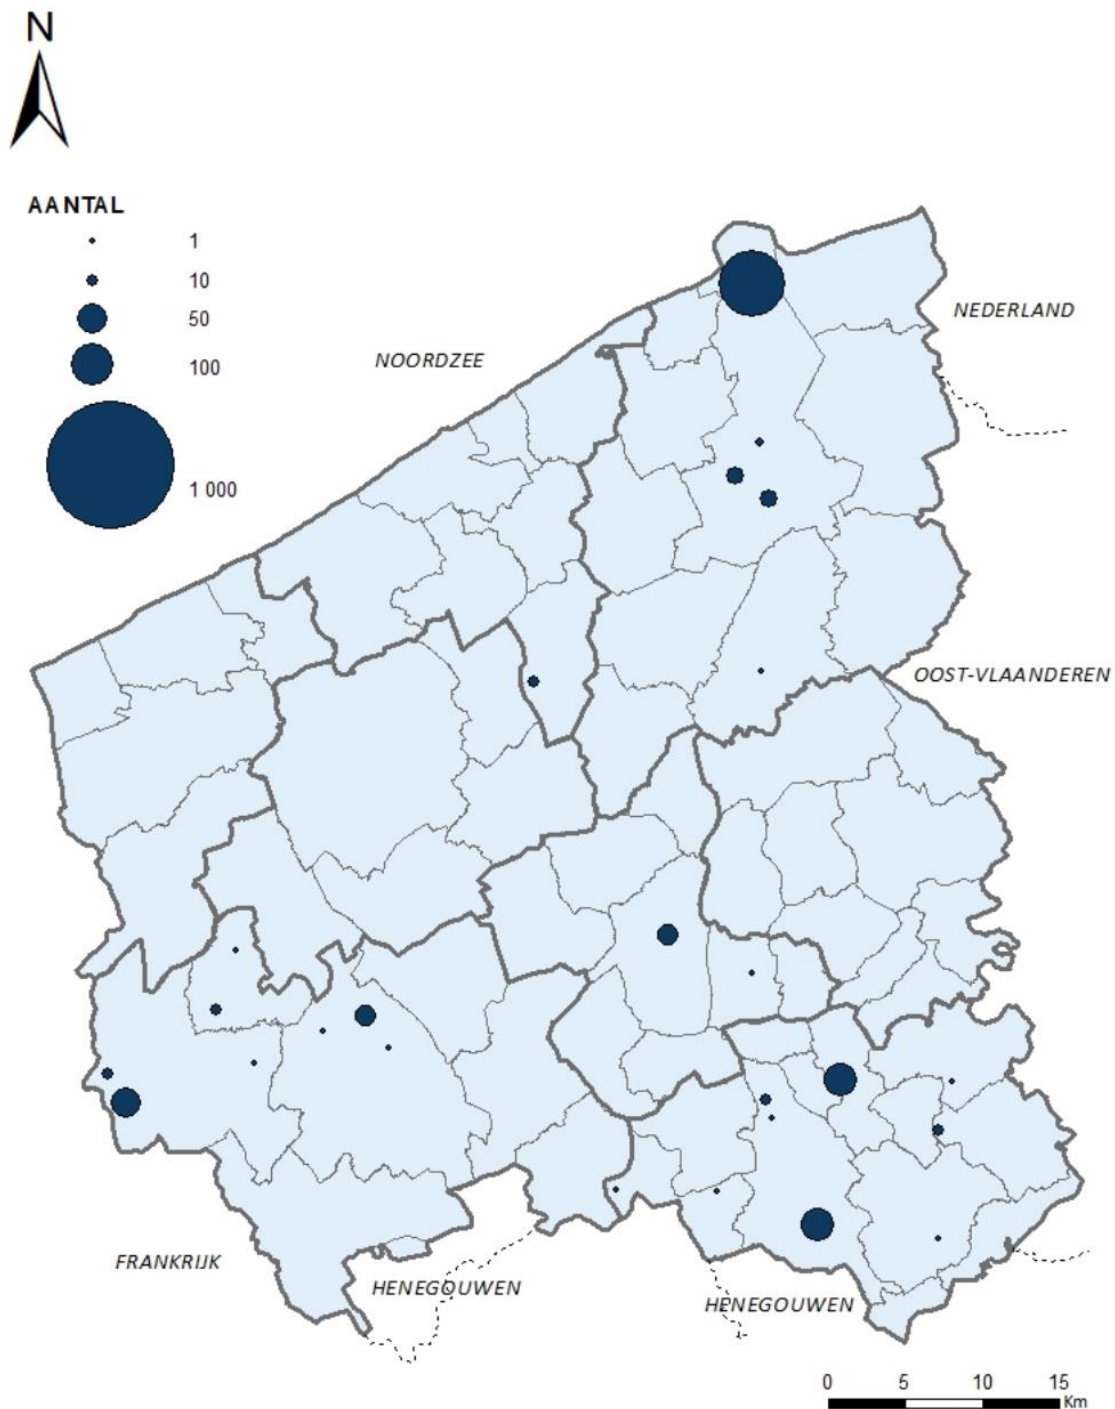 N
AANTAL
1
10
50
100
1 000
NEDERLAND
NOORDZEE
OOST-VLAANDEREN
FRANKRIJK
HENEGOUWEN
HENEGOUWEN
0 5 10 15
Km